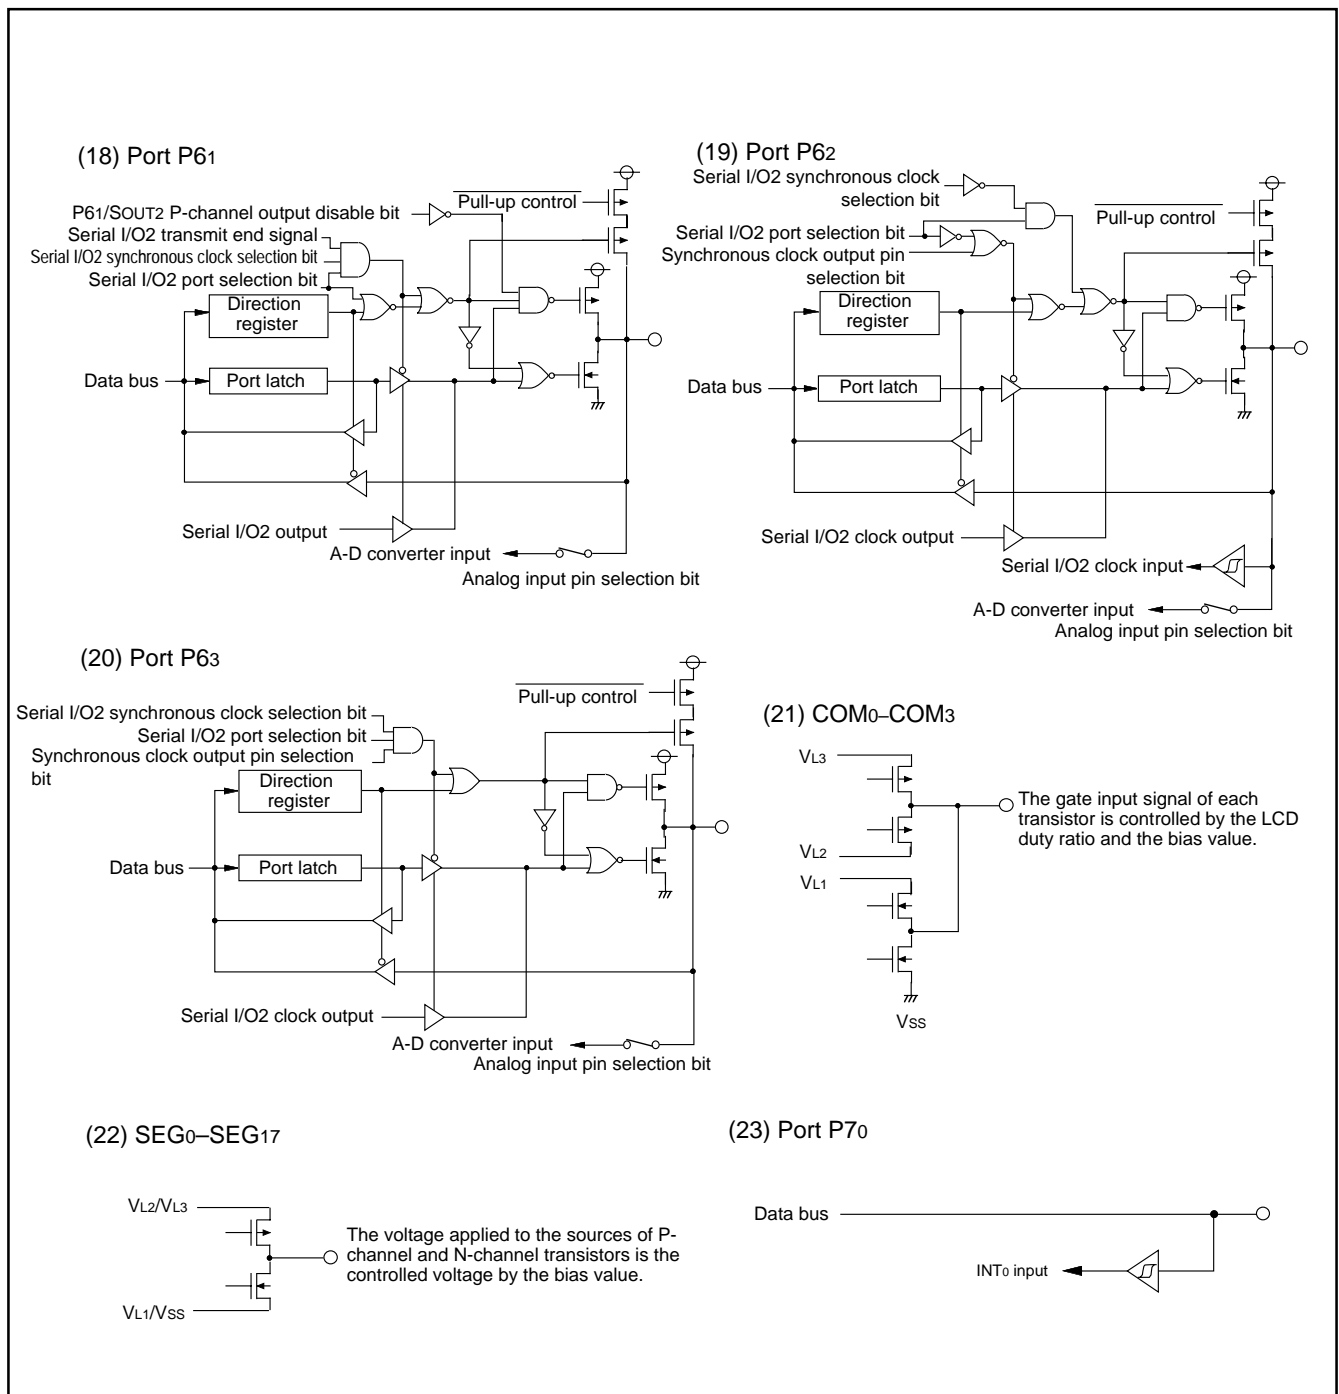 (18) Port P61
Pull-up control
P61/SOUT2 P-channel output disable bit
Serial I/O2 transmit end signal
Serial I/O2 synchronous clock selection bit
Serial I/O2 port selection bit
Direction
register
Data bus
Port latch
Serial I/O2 output
A-D converter input
Analog input pin selection bit
(19) Port P62
Serial I/O2 synchronous clock
selection bit
Pull-up control
Serial I/O2 port selection bit
Synchronous clock output pin
selection bit
Direction
register
Data bus
Port latch
Serial I/O2 clock output
Serial I/O2 clock input
A-D converter input
Analog input pin selection bit
(20) Port P63
Pull-up control
Serial I/O2 synchronous clock selection bit
Serial I/O2 port selection bit
Synchronous clock output pin selection
bit
Direction
register
Data bus
Port latch
Serial I/O2 clock output
A-D converter input
Analog input pin selection bit
(21) COM0–COM3
VL3
VL2
VL1
VSS
The gate input signal of each
transistor is controlled by the LCD
duty ratio and the bias value.
(22) SEG0–SEG17
VL2/VL3
VL1/VSS
The voltage applied to the sources of P-
channel and N-channel transistors is the
controlled voltage by the bias value.
(23) Port P70
Data bus
INT0 input